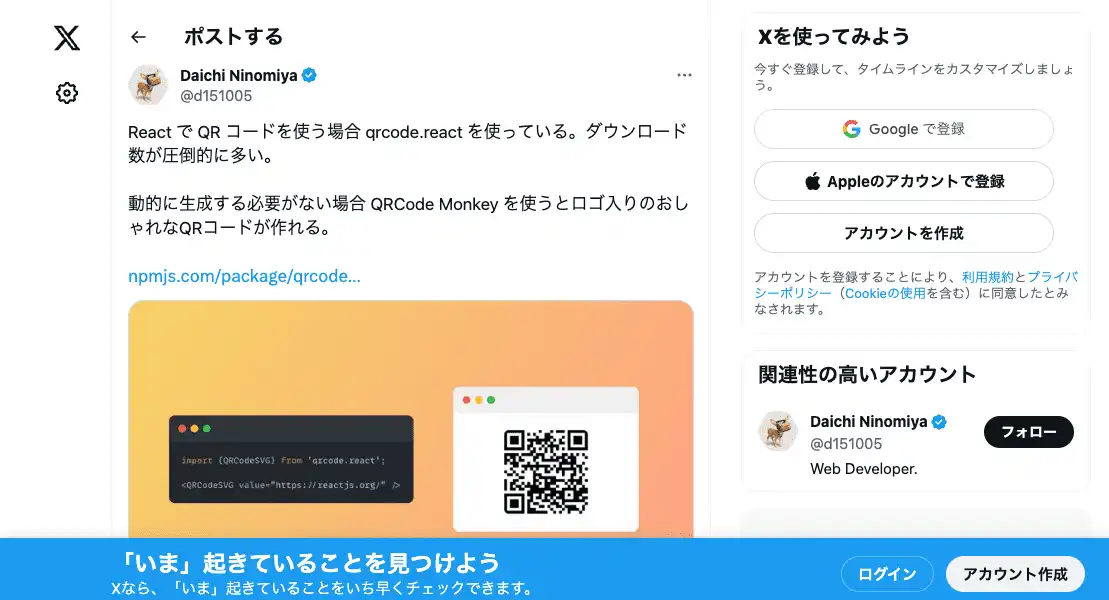 ポストする
Daichi Ninomiya
@d151005
React で QR コードを使う場合 qrcode.react を使っている。ダウンロード
数が圧倒的に多い。
動的に生成する必要がない場合 QRCode Monkey を使うとロゴ入りのおし
ゃれなQRコードが作れる。
npmjs.com/package/qrcode...
import {QRCodeSVG} from 'qrcode.react';
<QRCodeSVG value="https://reactjs.org/" />
Xを使ってみよう
今すぐ登録して、タイムラインをカスタマイズしましょ
う。
Google で登録
Appleのアカウントで登録
アカウントを作成
アカウントを登録することにより、利用規約とプライバ
シーポリシー（Cookieの使用を含む）に同意したとみ
なされます。
関連性の高いアカウント
Daichi Ninomiya
@d151005
Web Developer.
フォロー
「いま」起きていることを見つけよう
Xなら、「いま」起きていることをいち早くチェックできます。
ログイン
アカウント作成